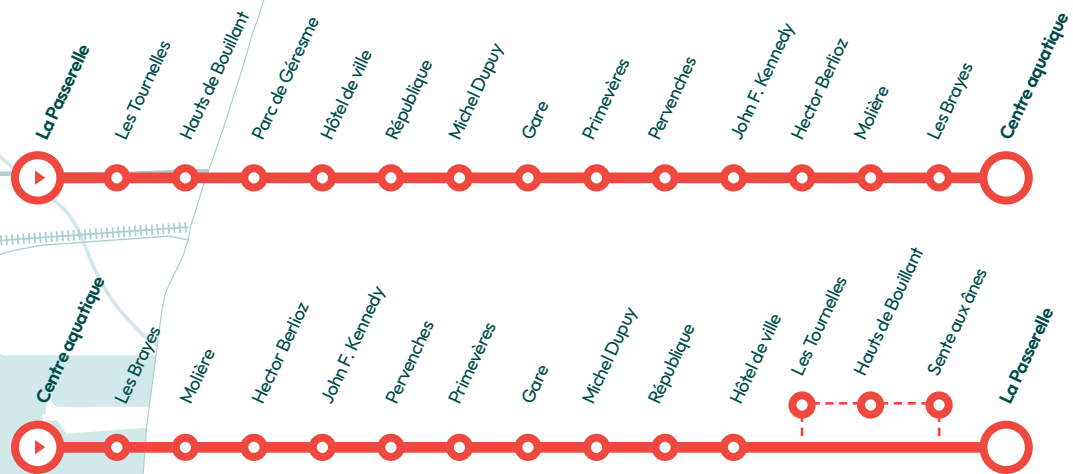 La Passerelle
Les Tournelles
Hauts de Bouillant
Parc de Géresme
Hôtel de ville
République
Michel Dupuy
Gare
Primevères
Pervenches
John F. Kennedy
Hector Berlioz
Molière
Les Brayes
Centre aquatique
Centre aquatique
Les Brayes
Molière
Hector Berlioz
John F. Kennedy
Pervenches
Primevères
Gare
Michel Dupuy
République
Hôtel de ville
Les Tournelles
Hauts de Bouillant
Sente aux ânes
La Passerelle